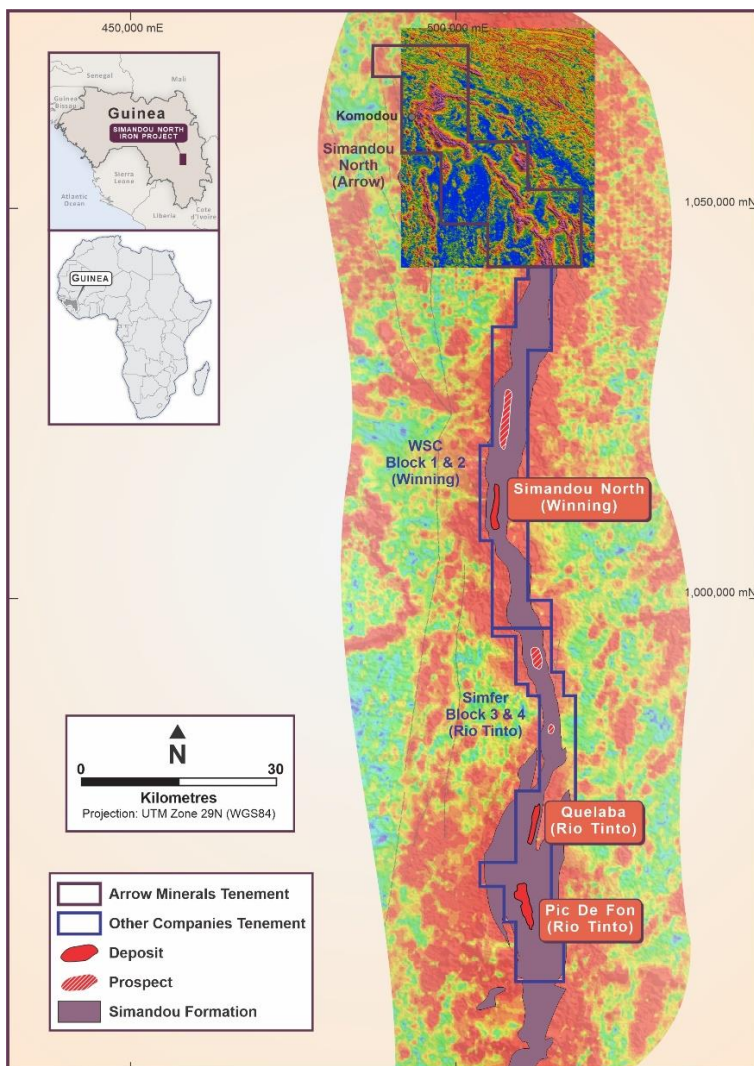 450,000 mE
500,000 mE
Senegal
Mali
Guinea
Bissau
Guinea
SIMANDOU NORTH
IRON PROJECT
Sierra
Leone
Atlantic
Ocean
Liberia
Cote
d'Ivoire
GUINEA
Komodou
Simandou
North
(Arrow)
1,050,000 mN
WSC
Block 1 & 2
(Winning)
Simandou North
(Winning)
1,000,000 mN
Simfer
Block 3 & 4
(Rio Tinto)
N
0 30
Kilometres
Projection: UTM Zone 29N (WGS84)
Quelaba
(Rio Tinto)
Pic De Fon
(Rio Tinto)
Arrow Minerals Tenement
Other Companies Tenement
Deposit
Prospect
Simandou Formation